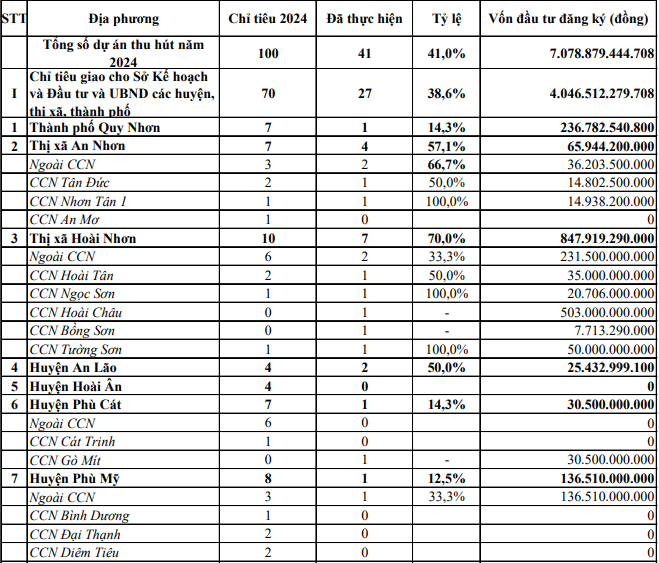 STT Địa phương Chỉ tiêu 2024 Đã thực hiện Tỷ lệ Vốn đầu tư đăng ký (đồng)
Tổng số dự án thu hút năm
2024 100 41 41,0% 7.078.879.444.708
Chỉ tiêu giao cho Sở Kế hoạch
I và Đầu tư và UBND các huyện, 70 27 38,6% 4.046.512.279.708
thị xã, thành phố
1 Thành phố Quy Nhơn 7 1 14,3% 236.782.540.800
2 Thị xã An Nhơn 7 4 57,1% 65.944.200.000
Ngoài CCN 3 2 66,7% 36.203.500.000
CCN Tân Đức 2 1 50,0% 14.802.500.000
CCN Nhơn Tân 1 1 1 100,0% 14.938.200.000
CCN An Mơ 1 0 0
3 Thị xã Hoài Nhơn 10 7 70,0% 847.919.290.000
Ngoài CCN 6 2 33,3% 231.500.000.000
CCN Hoài Tân 2 1 50,0% 35.000.000.000
CCN Ngọc Sơn 1 1 100,0% 20.706.000.000
CCN Hoài Châu 0 1 - 503.000.000.000
CCN Bồng Sơn 0 1 - 7.713.290.000
CCN Tường Sơn 1 1 100,0% 50.000.000.000
4 Huyện An Lão 4 2 50,0% 25.432.999.100
5 Huyện Hoài Ân 4 0 0
6 Huyện Phù Cát 7 1 14,3% 30.500.000.000
Ngoài CCN 6 0 0
CCN Cát Trinh 1 0 0
CCN Gò Mít 0 1 - 30.500.000.000
7 Huyện Phù Mỹ 8 1 12,5% 136.510.000.000
Ngoài CCN 3 1 33,3% 136.510.000.000
CCN Bình Dương 1 0 0
CCN Đại Thạnh 2 0 0
CCN Diêm Tiêu 2 0 0